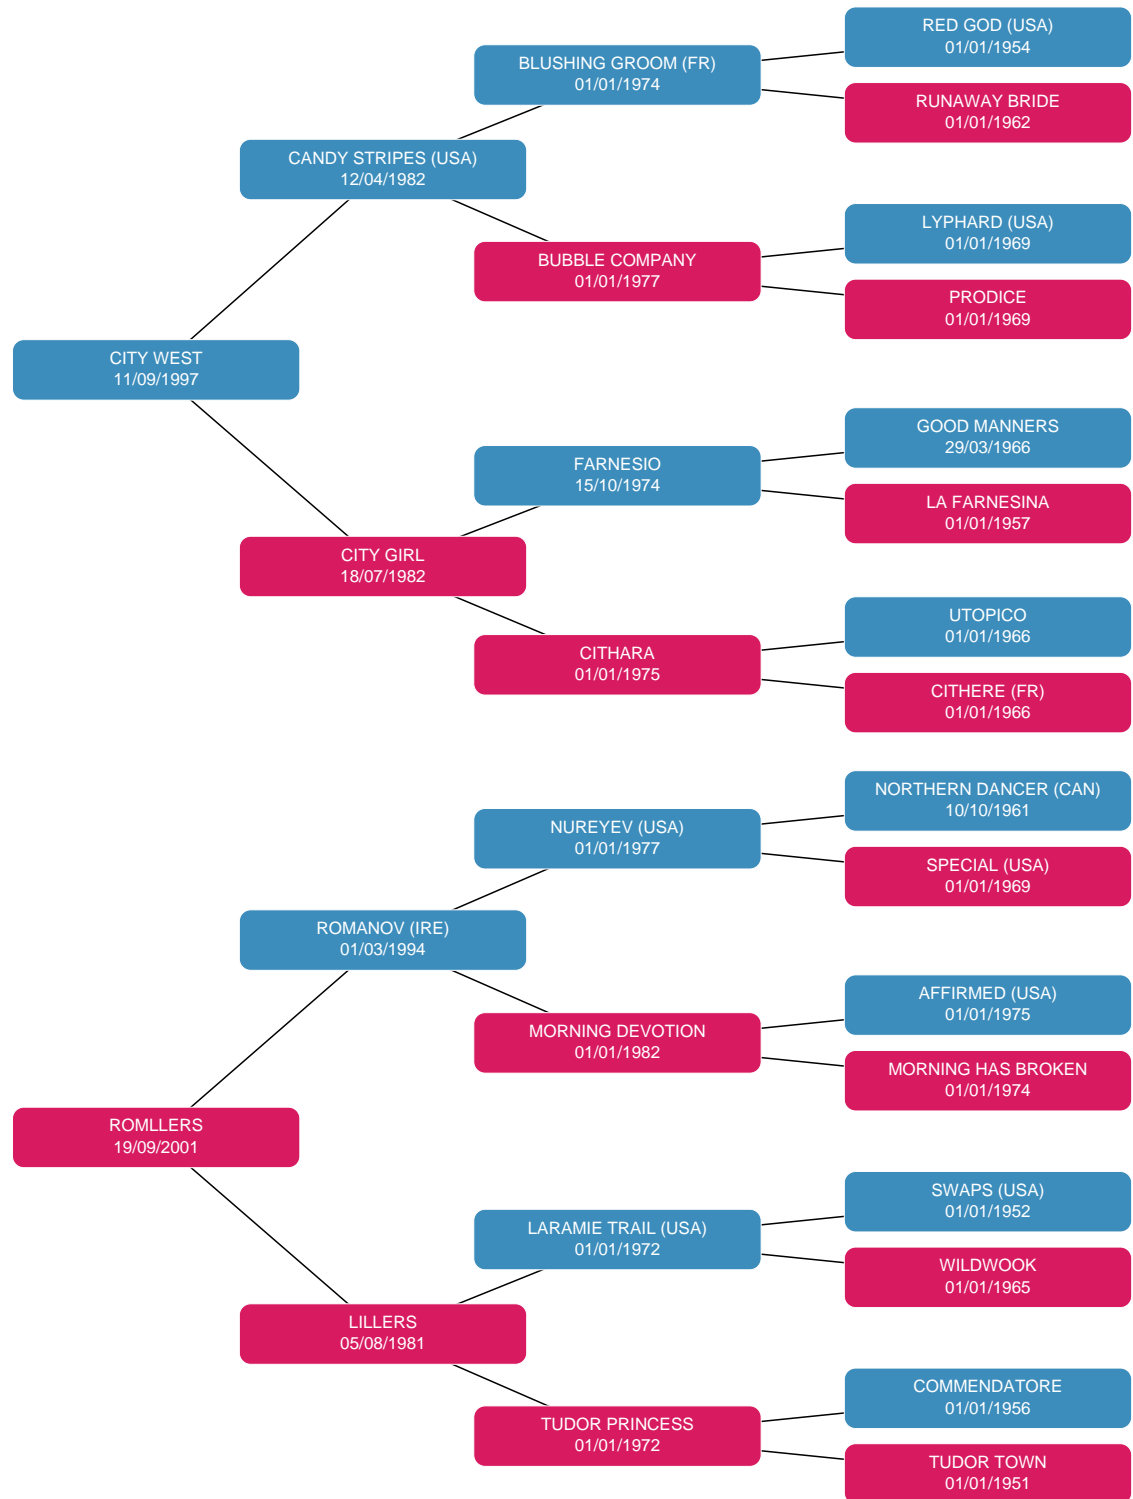 RED GOD (USA)
01/01/1954
BLUSHING GROOM (FR)
01/01/1974
RUNAWAY BRIDE
01/01/1962
CANDY STRIPES (USA)
12/04/1982
LYPHARD (USA)
01/01/1969
BUBBLE COMPANY
01/01/1977
PRODICE
01/01/1969
CITY WEST
11/09/1997
GOOD MANNERS
29/03/1966
FARNESIO
15/10/1974
LA FARNESINA
01/01/1957
CITY GIRL
18/07/1982
UTOPICO
01/01/1966
CITHARA
01/01/1975
CITHERE (FR)
01/01/1966
NORTHERN DANCER (CAN)
10/10/1961
NUREYEV (USA)
01/01/1977
SPECIAL (USA)
01/01/1969
ROMANOV (IRE)
01/03/1994
AFFIRMED (USA)
01/01/1975
MORNING DEVOTION
01/01/1982
MORNING HAS BROKEN
01/01/1974
ROMLLERS
19/09/2001
SWAPS (USA)
01/01/1952
LARAMIE TRAIL (USA)
01/01/1972
WILDWOOK
01/01/1965
LILLERS
05/08/1981
COMMENDATORE
01/01/1956
TUDOR PRINCESS
01/01/1972
TUDOR TOWN
01/01/1951